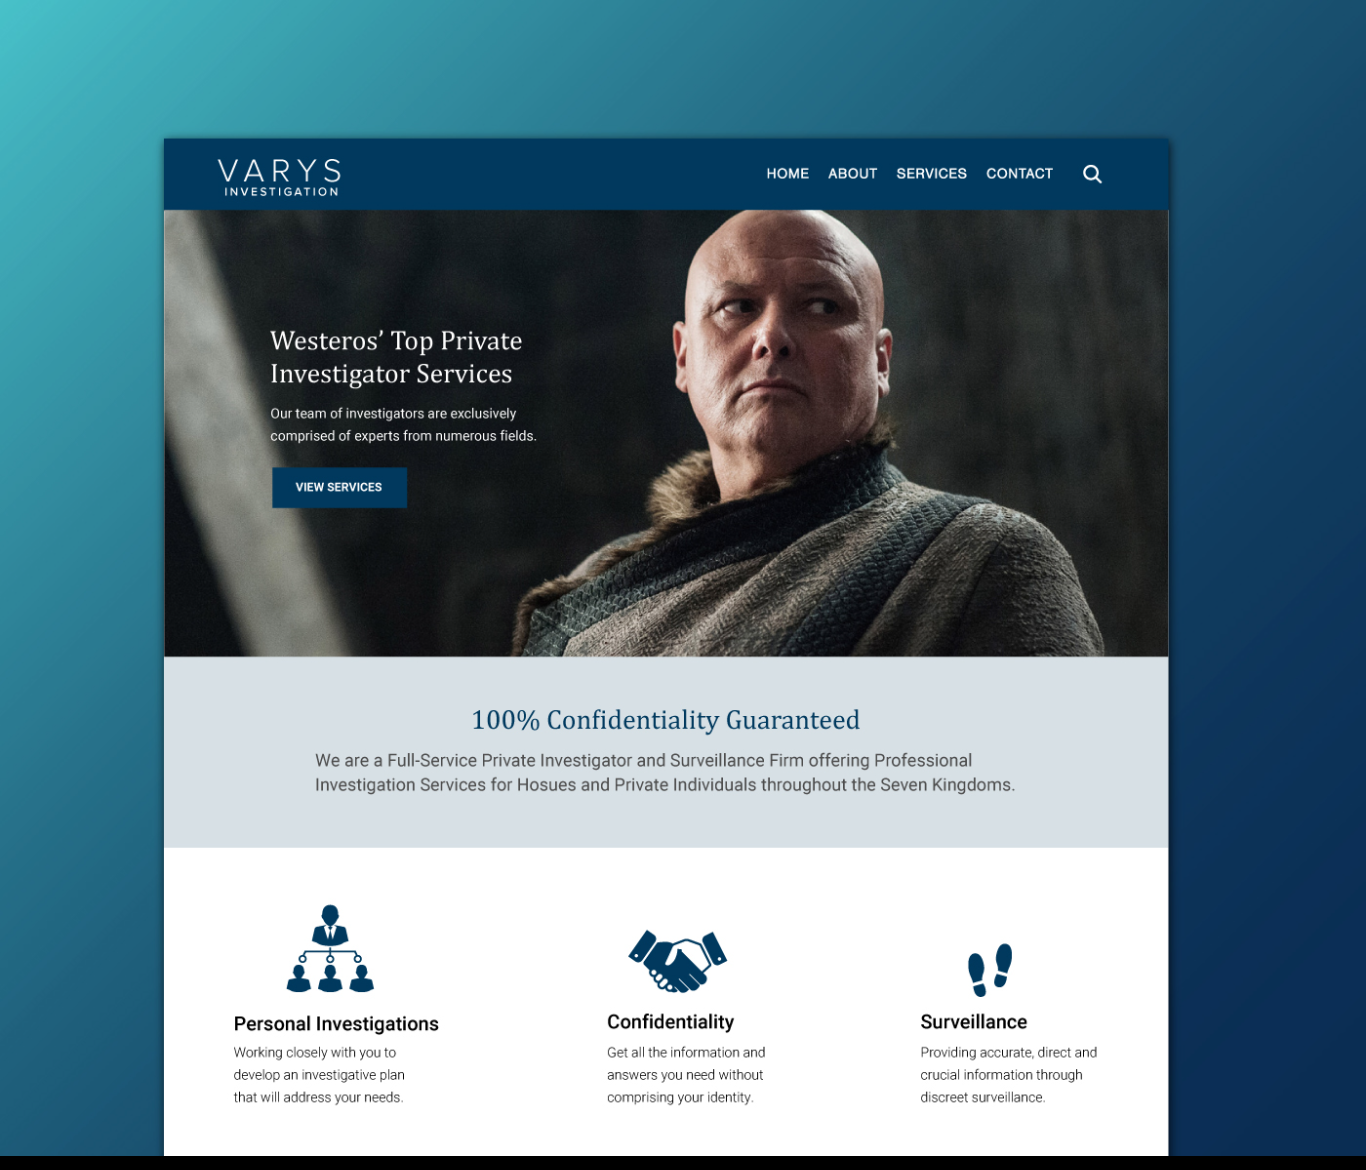 VARYS
INVESTIGATION
HOME ABOUT SERVICES CONTACT
Westeros’ Top Private
Investigator Services
Our team of investigators are exclusively
comprised of experts from numerous fields.
VIEW SERVICES
100% Confidentiality Guaranteed
We are a Full-Service Private Investigator and Surveillance Firm offering Professional
Investigation Services for Hosues and Private Individuals throughout the Seven Kingdoms.
Personal Investigations
Working closely with you to
develop an investigative plan
that will address your needs.
Confidentiality
Get all the information and
answers you need without
comprising your identity.
Surveillance
Providing accurate, direct and
crucial information through
discreet surveillance.